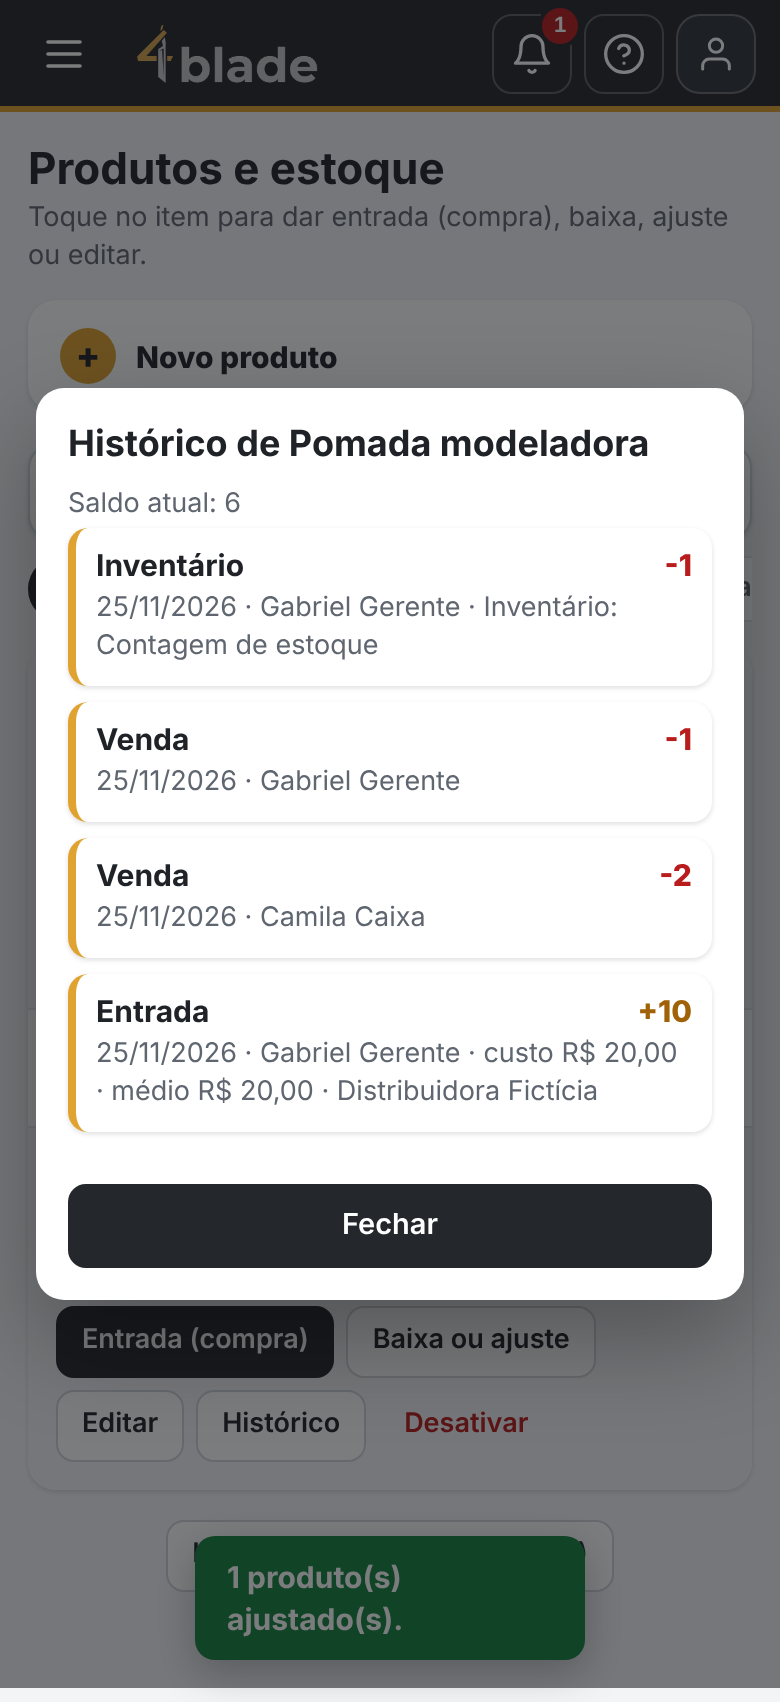 4blade
1
Produtos e estoque
Toque no item para dar entrada (compra), baixa, ajuste
ou editar.
+ Novo produto
Histórico de Pomada modeladora
Saldo atual: 6
Inventário -1
25/11/2026 · Gabriel Gerente · Inventário:
Contagem de estoque
Venda -1
25/11/2026 · Gabriel Gerente
Venda -2
25/11/2026 · Camila Caixa
Entrada +10
25/11/2026 · Gabriel Gerente · custo R$ 20,00
· médio R$ 20,00 · Distribuidora Fictícia
Fechar
Entrada (compra) Baixa ou ajuste
Editar Histórico Desativar
1 produto(s)
ajustado(s).